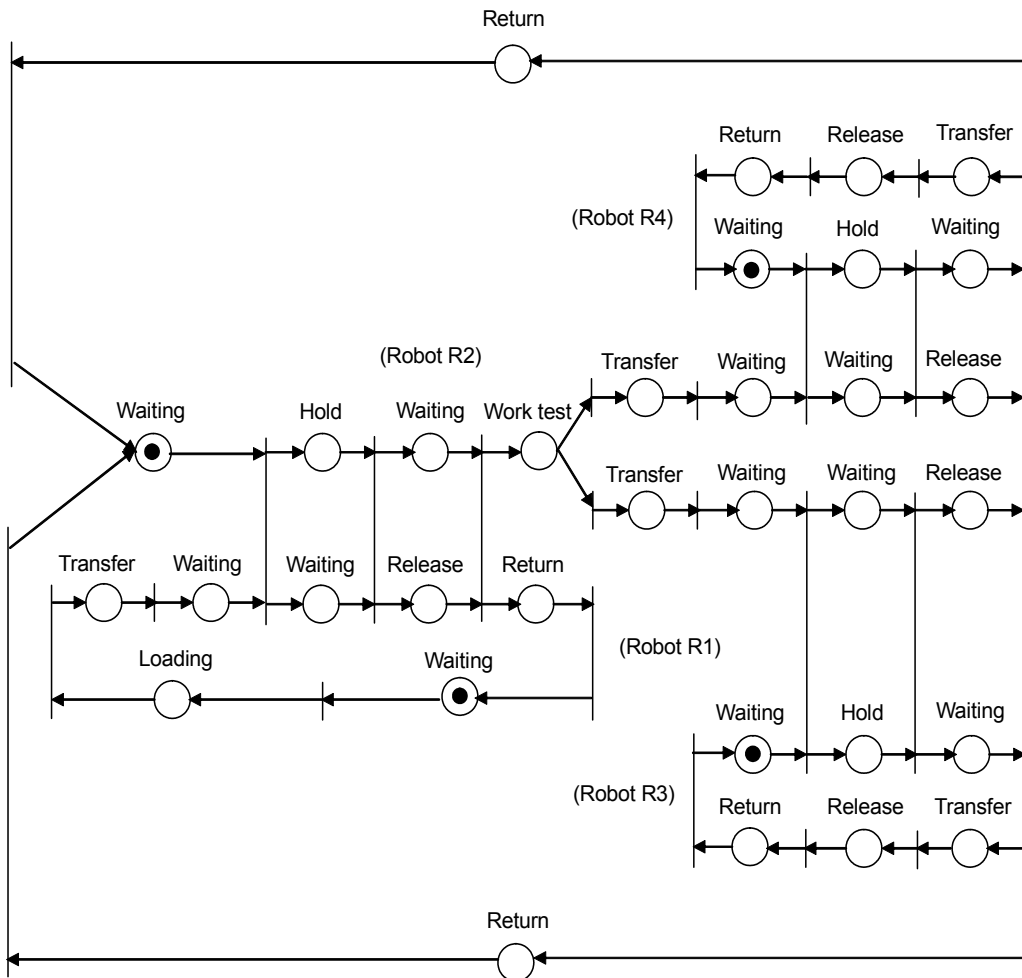 Return
Return Release Transfer
(Robot R4)
Waiting Hold Waiting
(Robot R2)
Transfer Waiting Waiting Release
Waiting Hold Waiting Work test
Transfer Waiting Waiting Release
Transfer Waiting Waiting Release Return
(Robot R1)
Loading Waiting
Waiting Hold Waiting
(Robot R3)
Return Release Transfer
Return